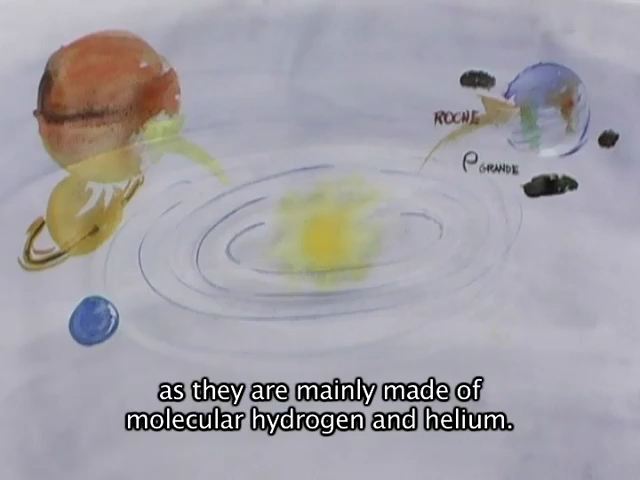 ROCHE
ρ GRANDE
as they are mainly made of
molecular hydrogen and helium.